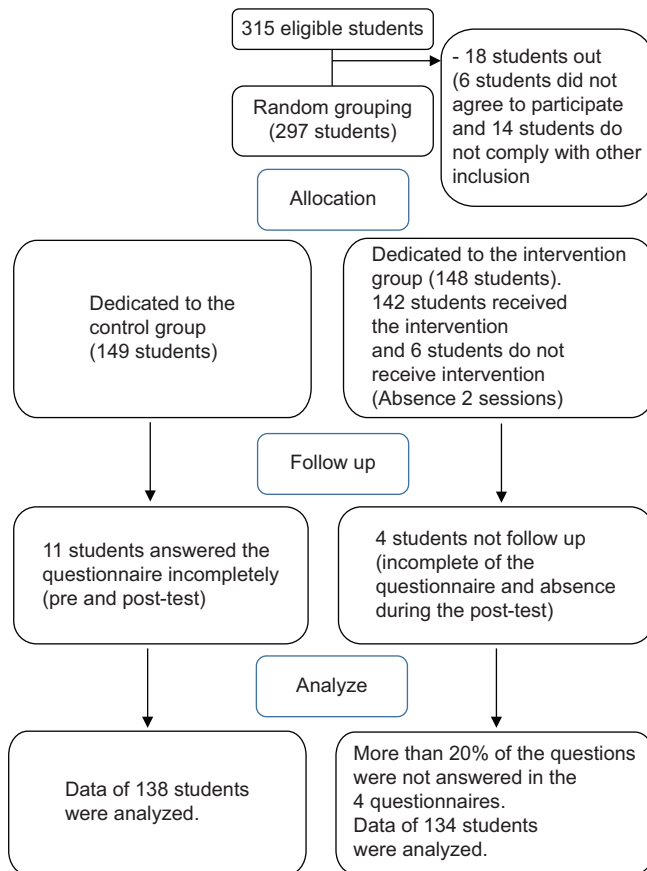 315 eligible students
- 18 students out
(6 students did not
agree to participate
and 14 students do
not comply with other
inclusion
Random grouping
(297 students)
Allocation
Dedicated to the
control group
(149 students)
Dedicated to the intervention
group (148 students).
142 students received
the intervention
and 6 students do not
receive intervention
(Absence 2 sessions)
Follow up
11 students answered the
questionnaire incompletely
(pre and post-test)
4 students not follow up
(incomplete of the
questionnaire and absence
during the post-test)
Analyze
Data of 138 students
were analyzed.
More than 20% of the questions
were not answered in the
4 questionnaires.
Data of 134 students
were analyzed.